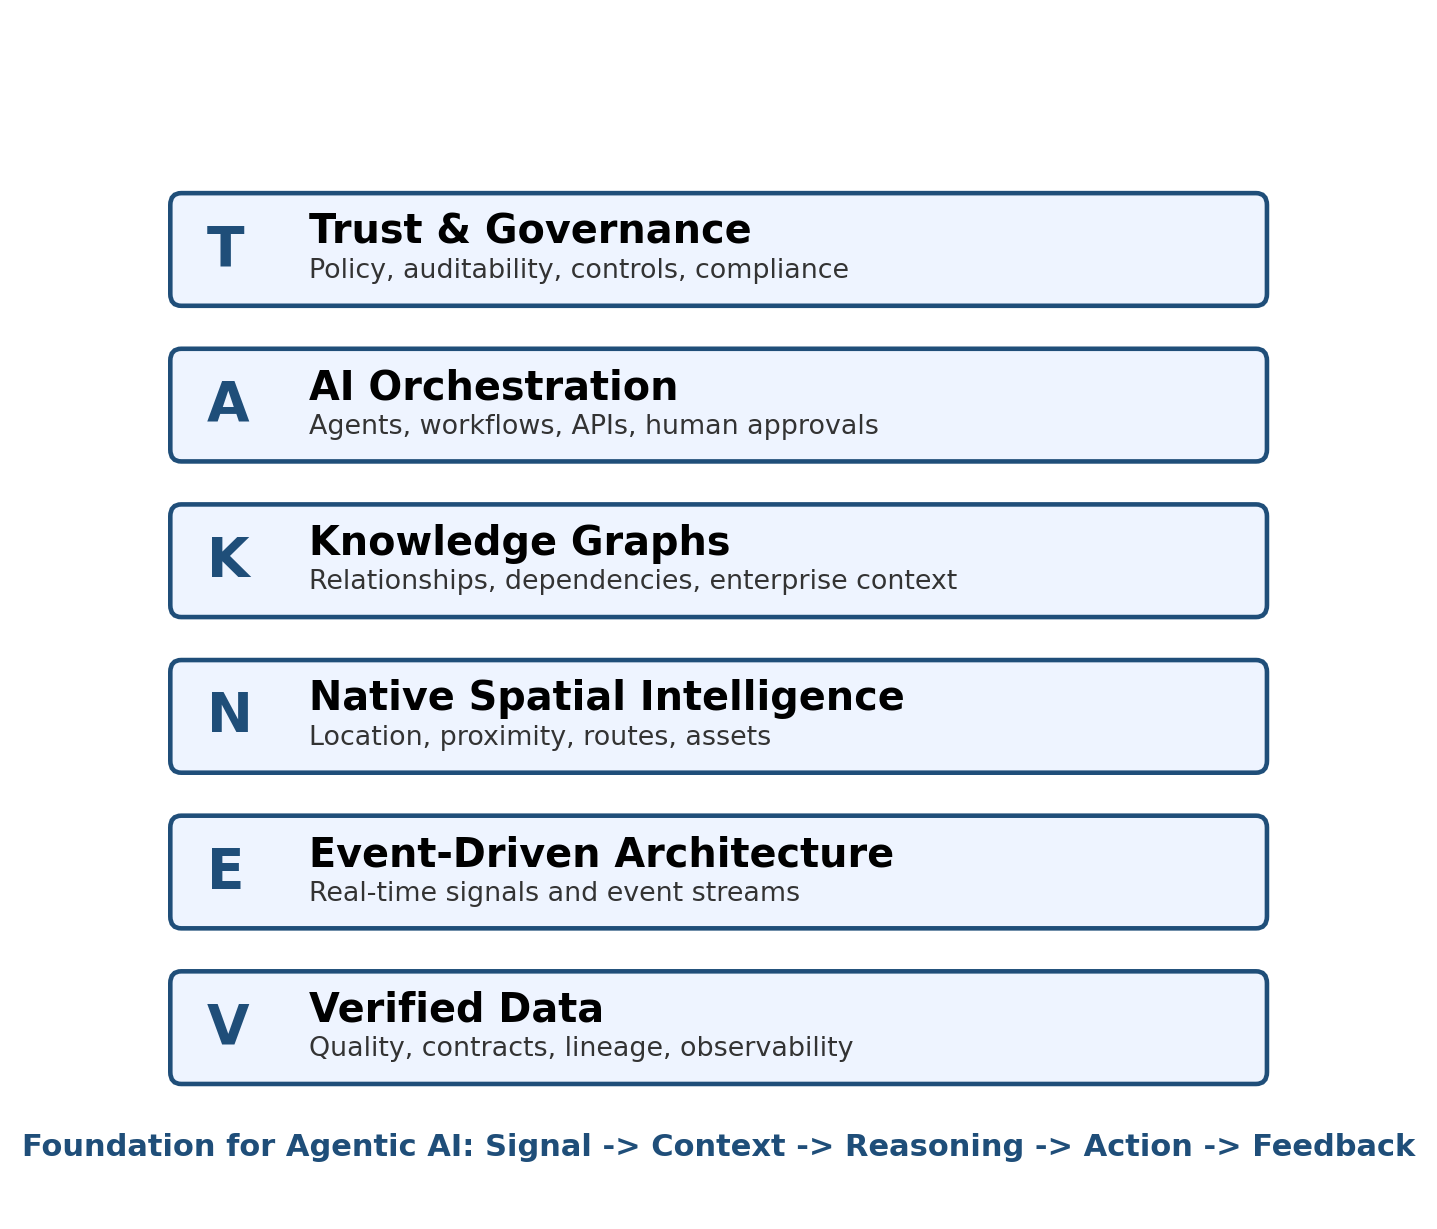 T
Trust & Governance
Policy, auditability, controls, compliance
A
AI Orchestration
Agents, workflows, APIs, human approvals
K
Knowledge Graphs
Relationships, dependencies, enterprise context
N
Native Spatial Intelligence
Location, proximity, routes, assets
E
Event-Driven Architecture
Real-time signals and event streams
V
Verified Data
Quality, contracts, lineage, observability
Foundation for Agentic AI: Signal -> Context -> Reasoning -> Action -> Feedback